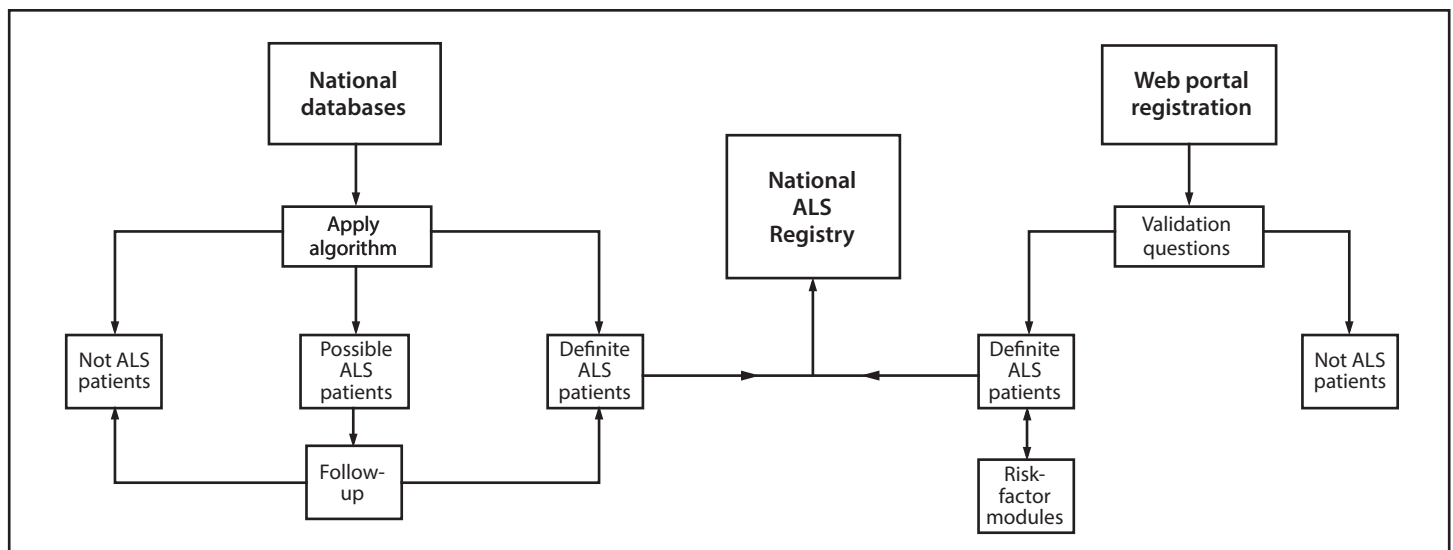 National
databases
Web portal
registration
National
ALS
Registry
Apply
algorithm
Validation
questions
Not ALS
patients
Possible
ALS
patients
Definite
ALS
patients
Definite
ALS
patients
Not ALS
patients
Follow-
up
Risk-
factor
modules